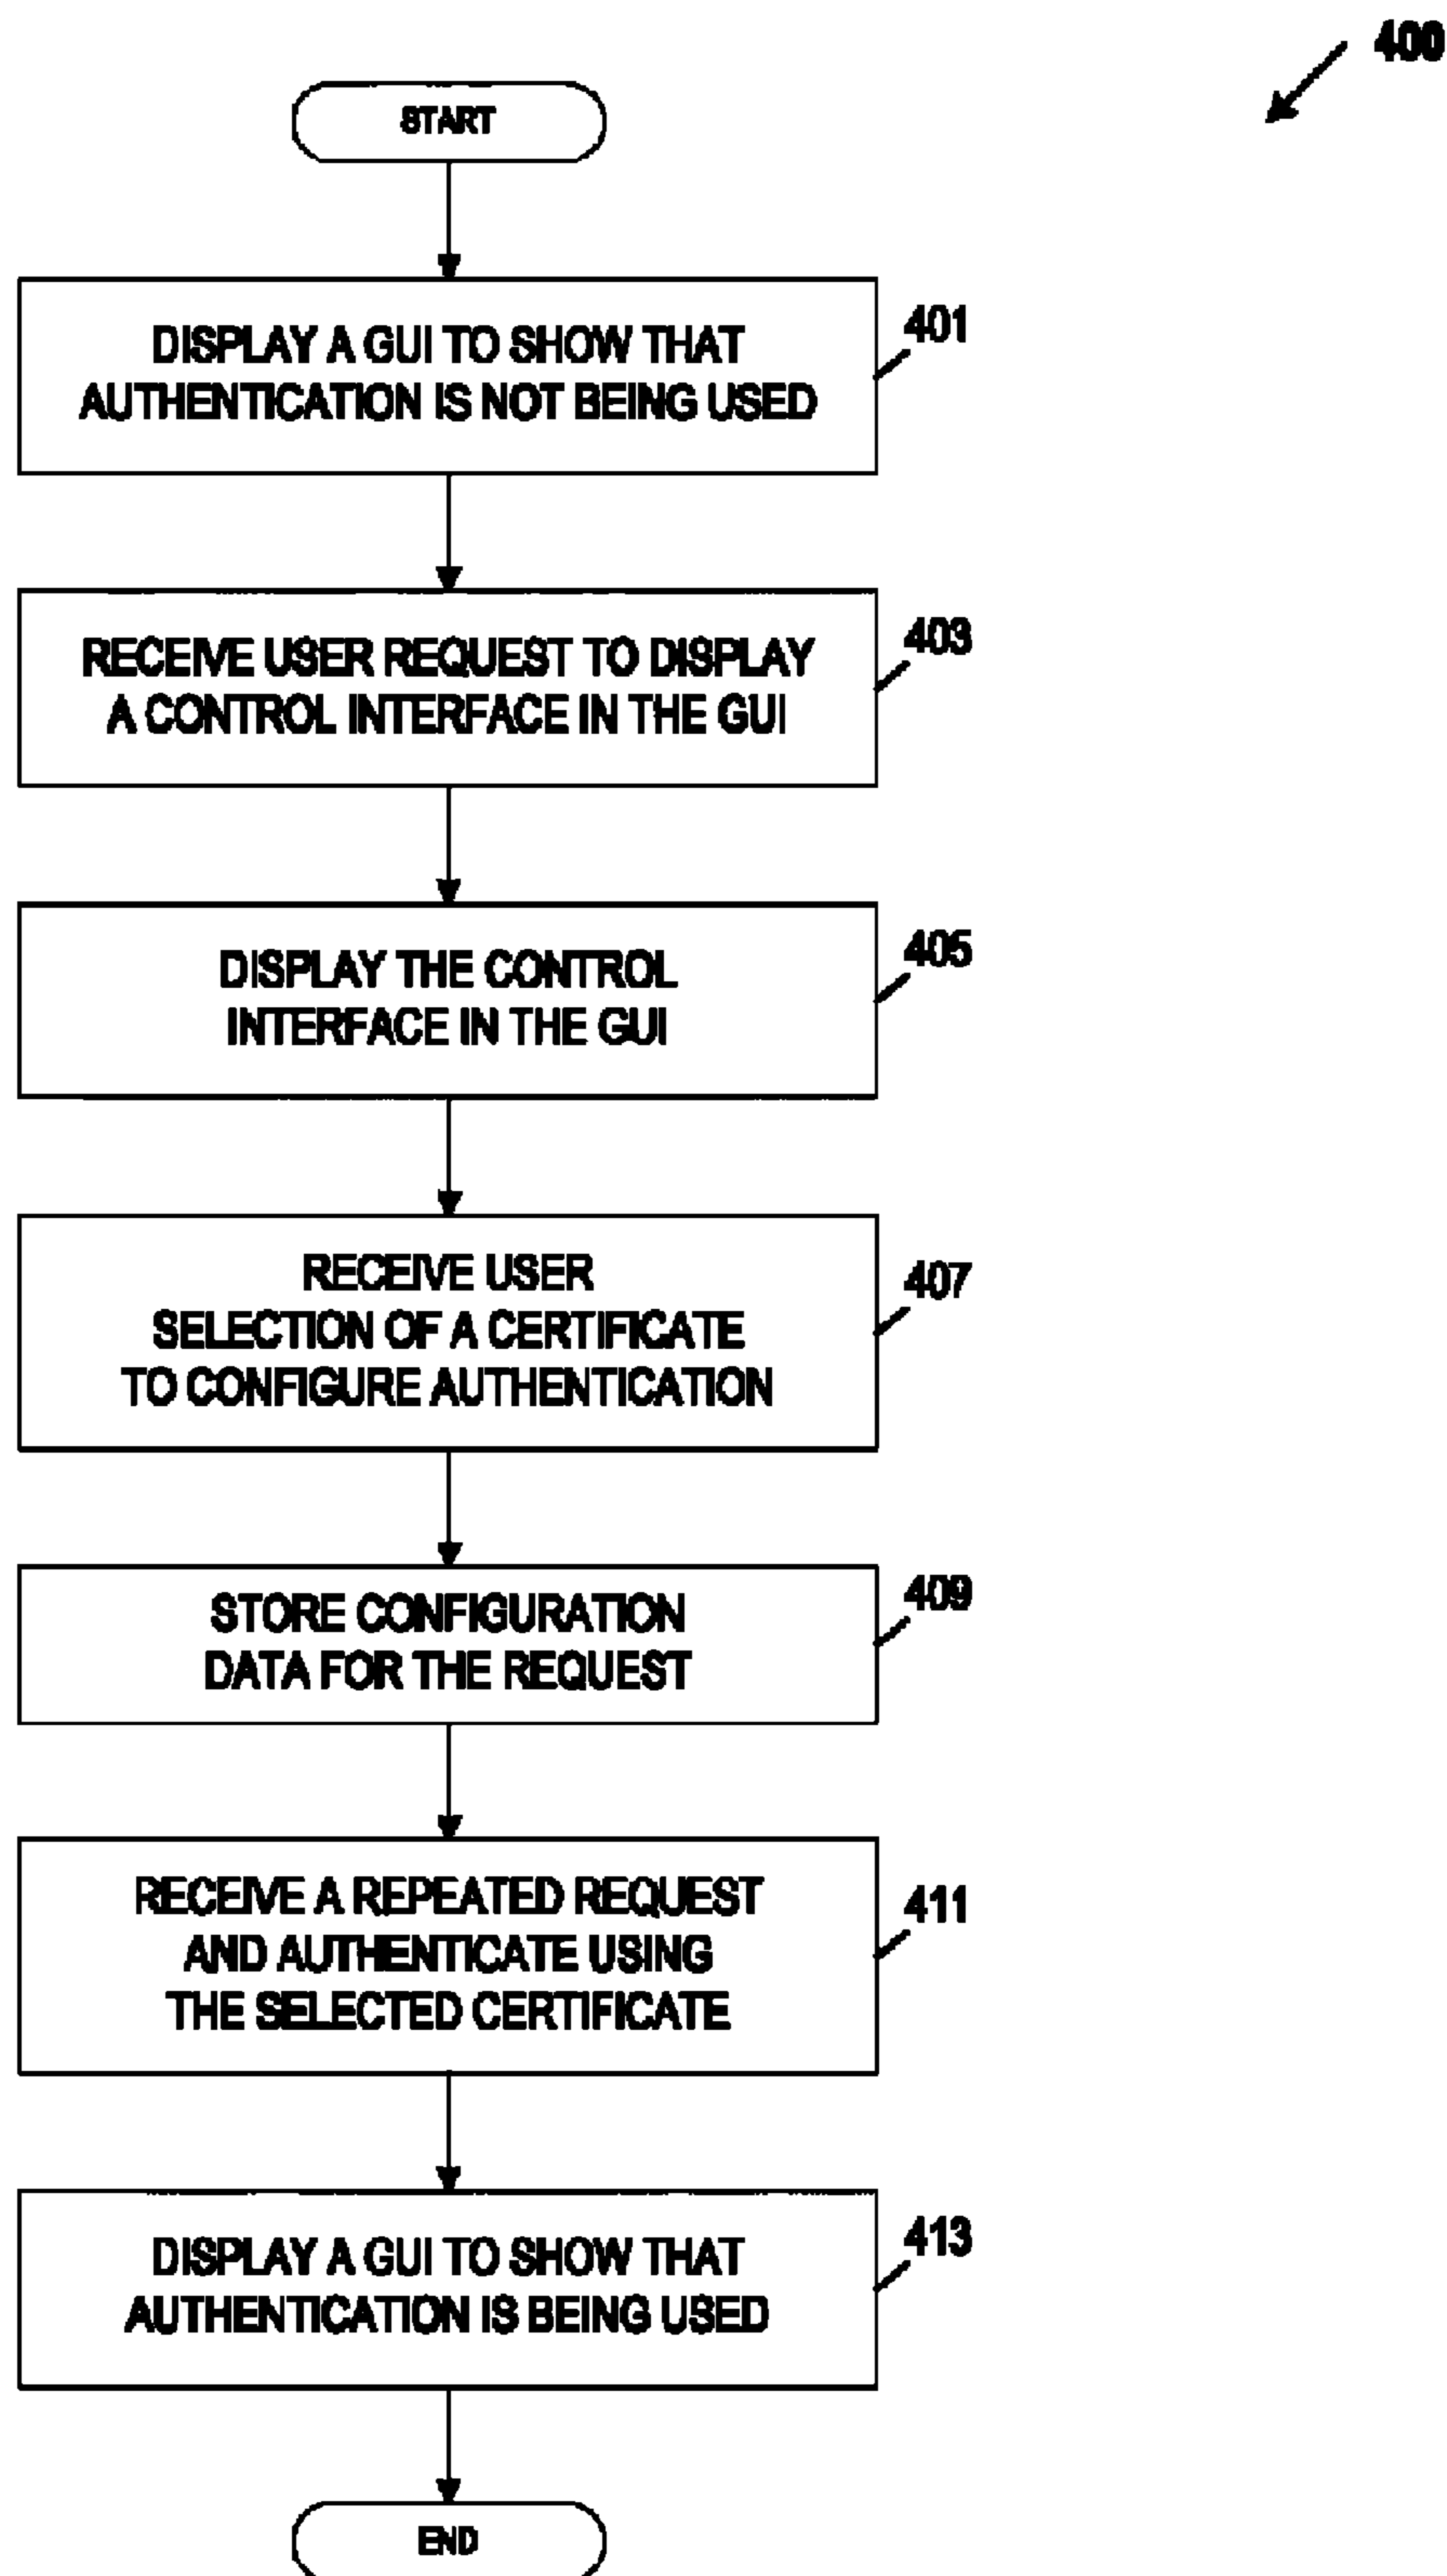 400
START
DISPLAY A GUI TO SHOW THAT
AUTHENTICATION IS NOT BEING USED
401
RECEIVE USER REQUEST TO DISPLAY
A CONTROL INTERFACE IN THE GUI
403
DISPLAY THE CONTROL
INTERFACE IN THE GUI
405
RECEIVE USER
SELECTION OF A CERTIFICATE
TO CONFIGURE AUTHENTICATION
407
STORE CONFIGURATION
DATA FOR THE REQUEST
409
RECEIVE A REPEATED REQUEST
AND AUTHENTICATE USING
THE SELECTED CERTIFICATE
411
DISPLAY A GUI TO SHOW THAT
AUTHENTICATION IS BEING USED
413
END